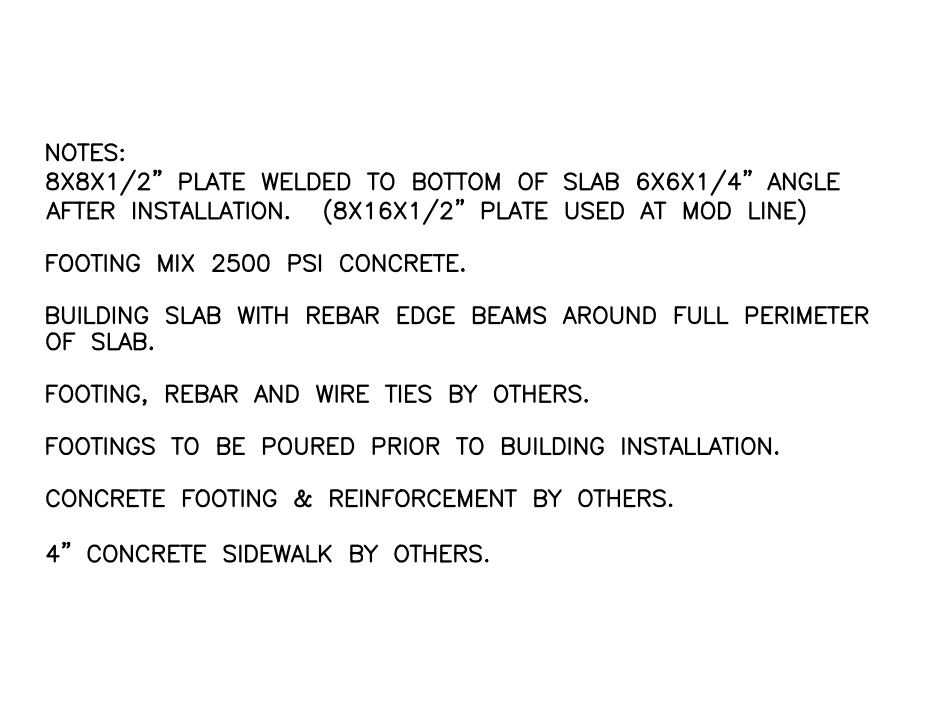 NOTES:
8X8X1/2” PLATE WELDED TO BOTTOM OF SLAB 6X6X1/4” ANGLE
AFTER INSTALLATION. (8X16X1/2” PLATE USED AT MOD LINE)
FOOTING MIX 2500 PSI CONCRETE.
BUILDING SLAB WITH REBAR EDGE BEAMS AROUND FULL PERIMETER
OF SLAB.
FOOTING, REBAR AND WIRE TIES BY OTHERS.
FOOTINGS TO BE POURED PRIOR TO BUILDING INSTALLATION.
CONCRETE FOOTING & REINFORCEMENT BY OTHERS.
4” CONCRETE SIDEWALK BY OTHERS.